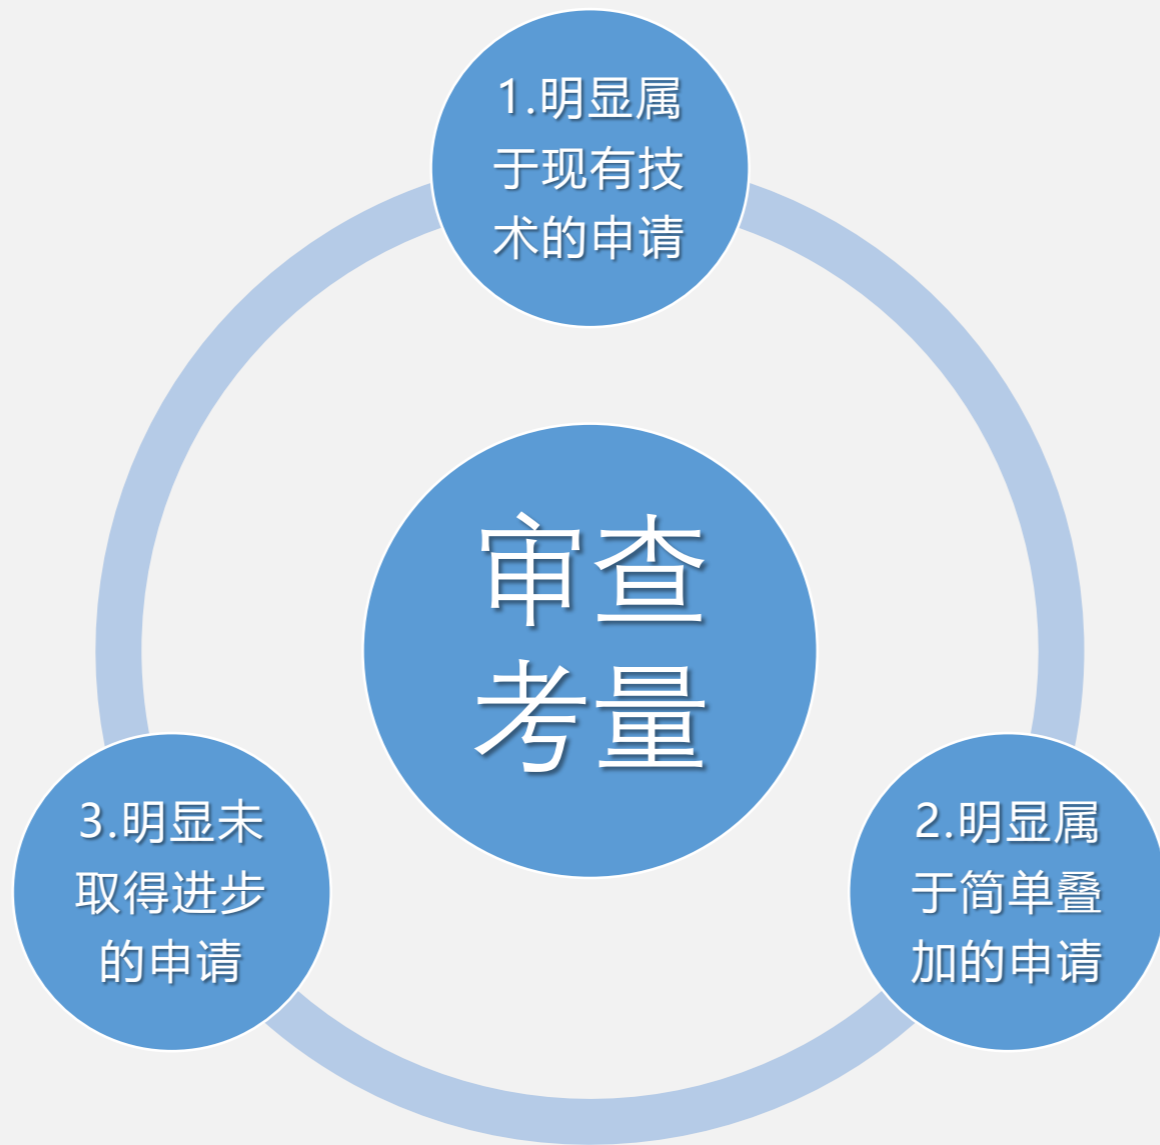 1.明显属
于现有技
术的申请
审查
考量
3.明显未
取得进步
的申请
2.明显属
于简单叠
加的申请